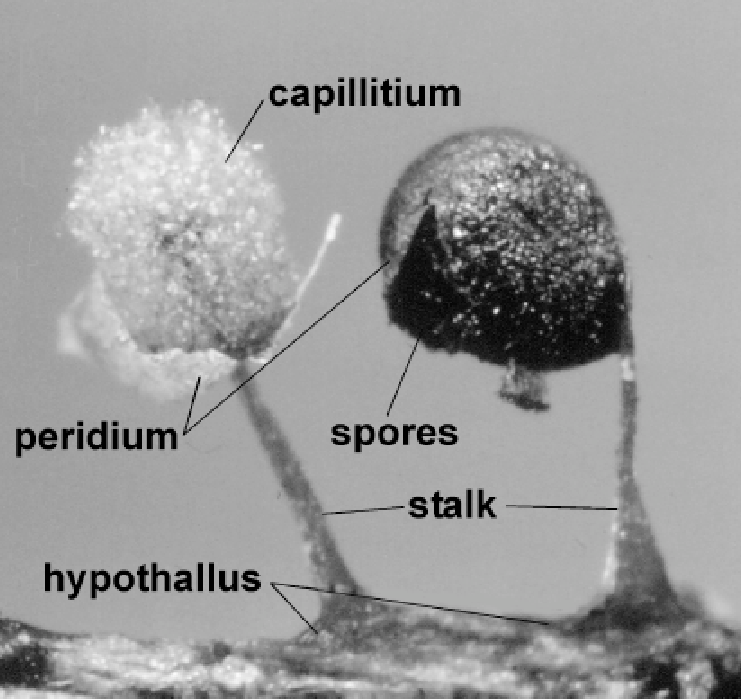 capillitium
peridium
spores
stalk
hypothallus